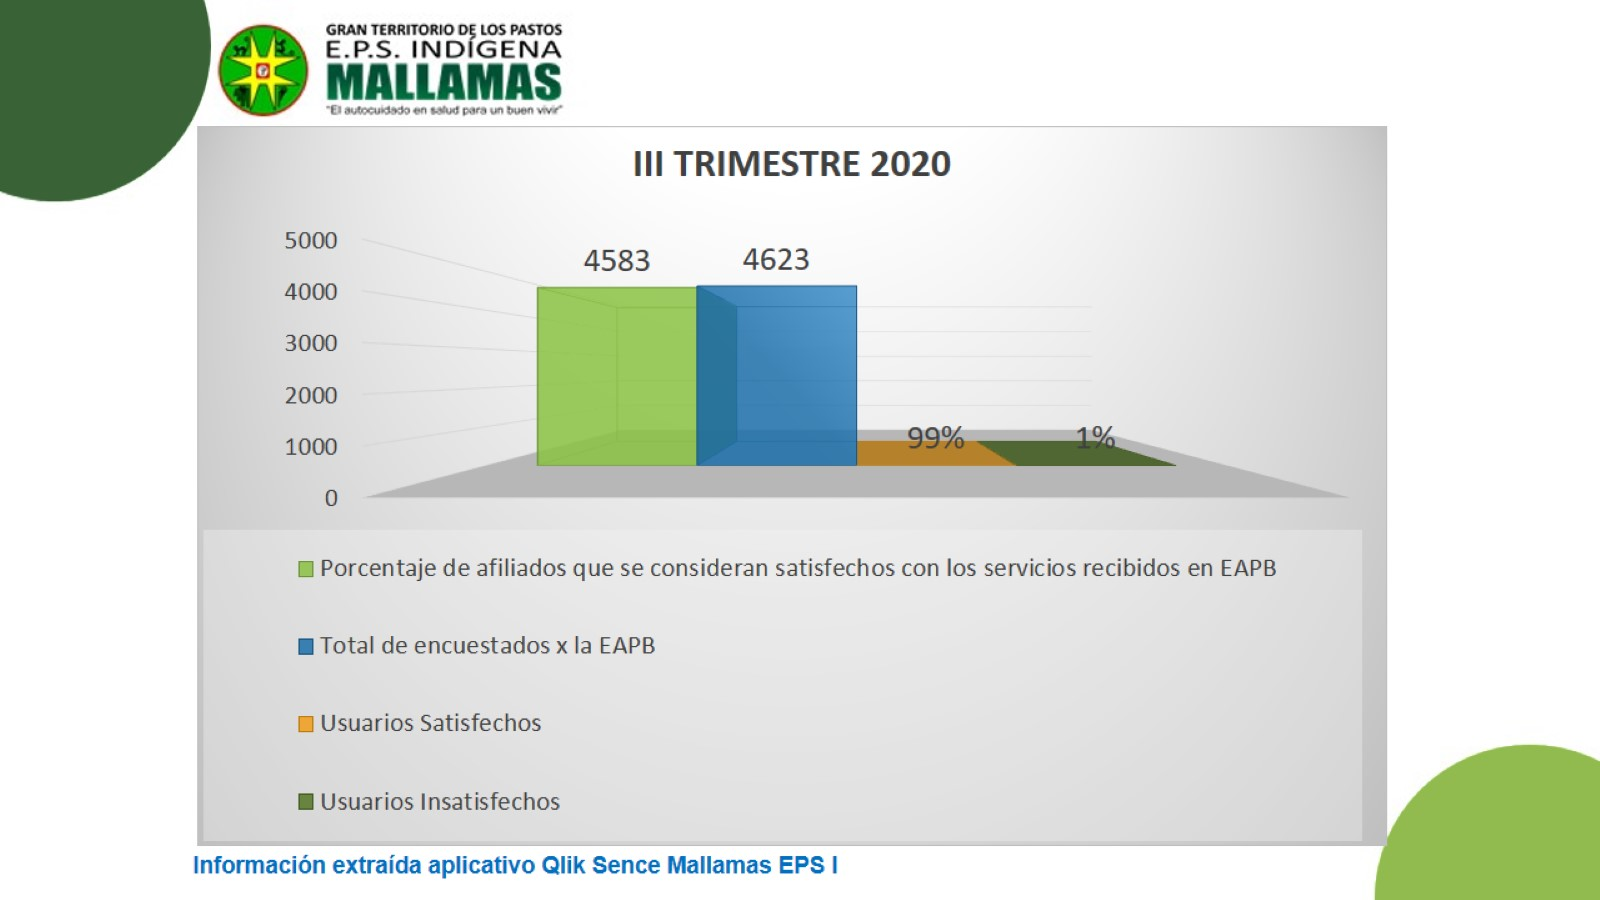 GRAN TERRITORIO DE LOS PASTOS
E.P.S. INDÍGENA
MALLAMAS
"El autocuidado en salud para un buen vivir"
III TRIMESTRE 2020
5000
4000
3000
2000
1000
0
4583
4623
99%
1%
Porcentaje de afiliados que se consideran satisfechos con los servicios recibidos en EAPB
Total de encuestados x la EAPB
Usuarios Satisfechos
Usuarios Insatisfechos
Información extraída aplicativo Qlik Sence Mallamas EPS I